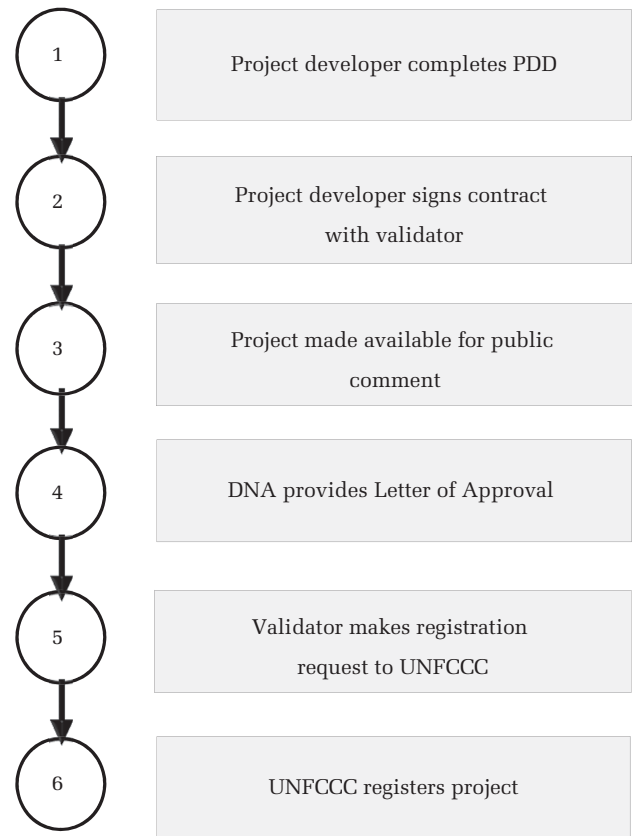 1
Project developer completes PDD
2
Project developer signs contract
with validator
3
Project made available for public
comment
4
DNA provides Letter of Approval
5
Validator makes registration
request to UNFCCC
6
UNFCCC registers project